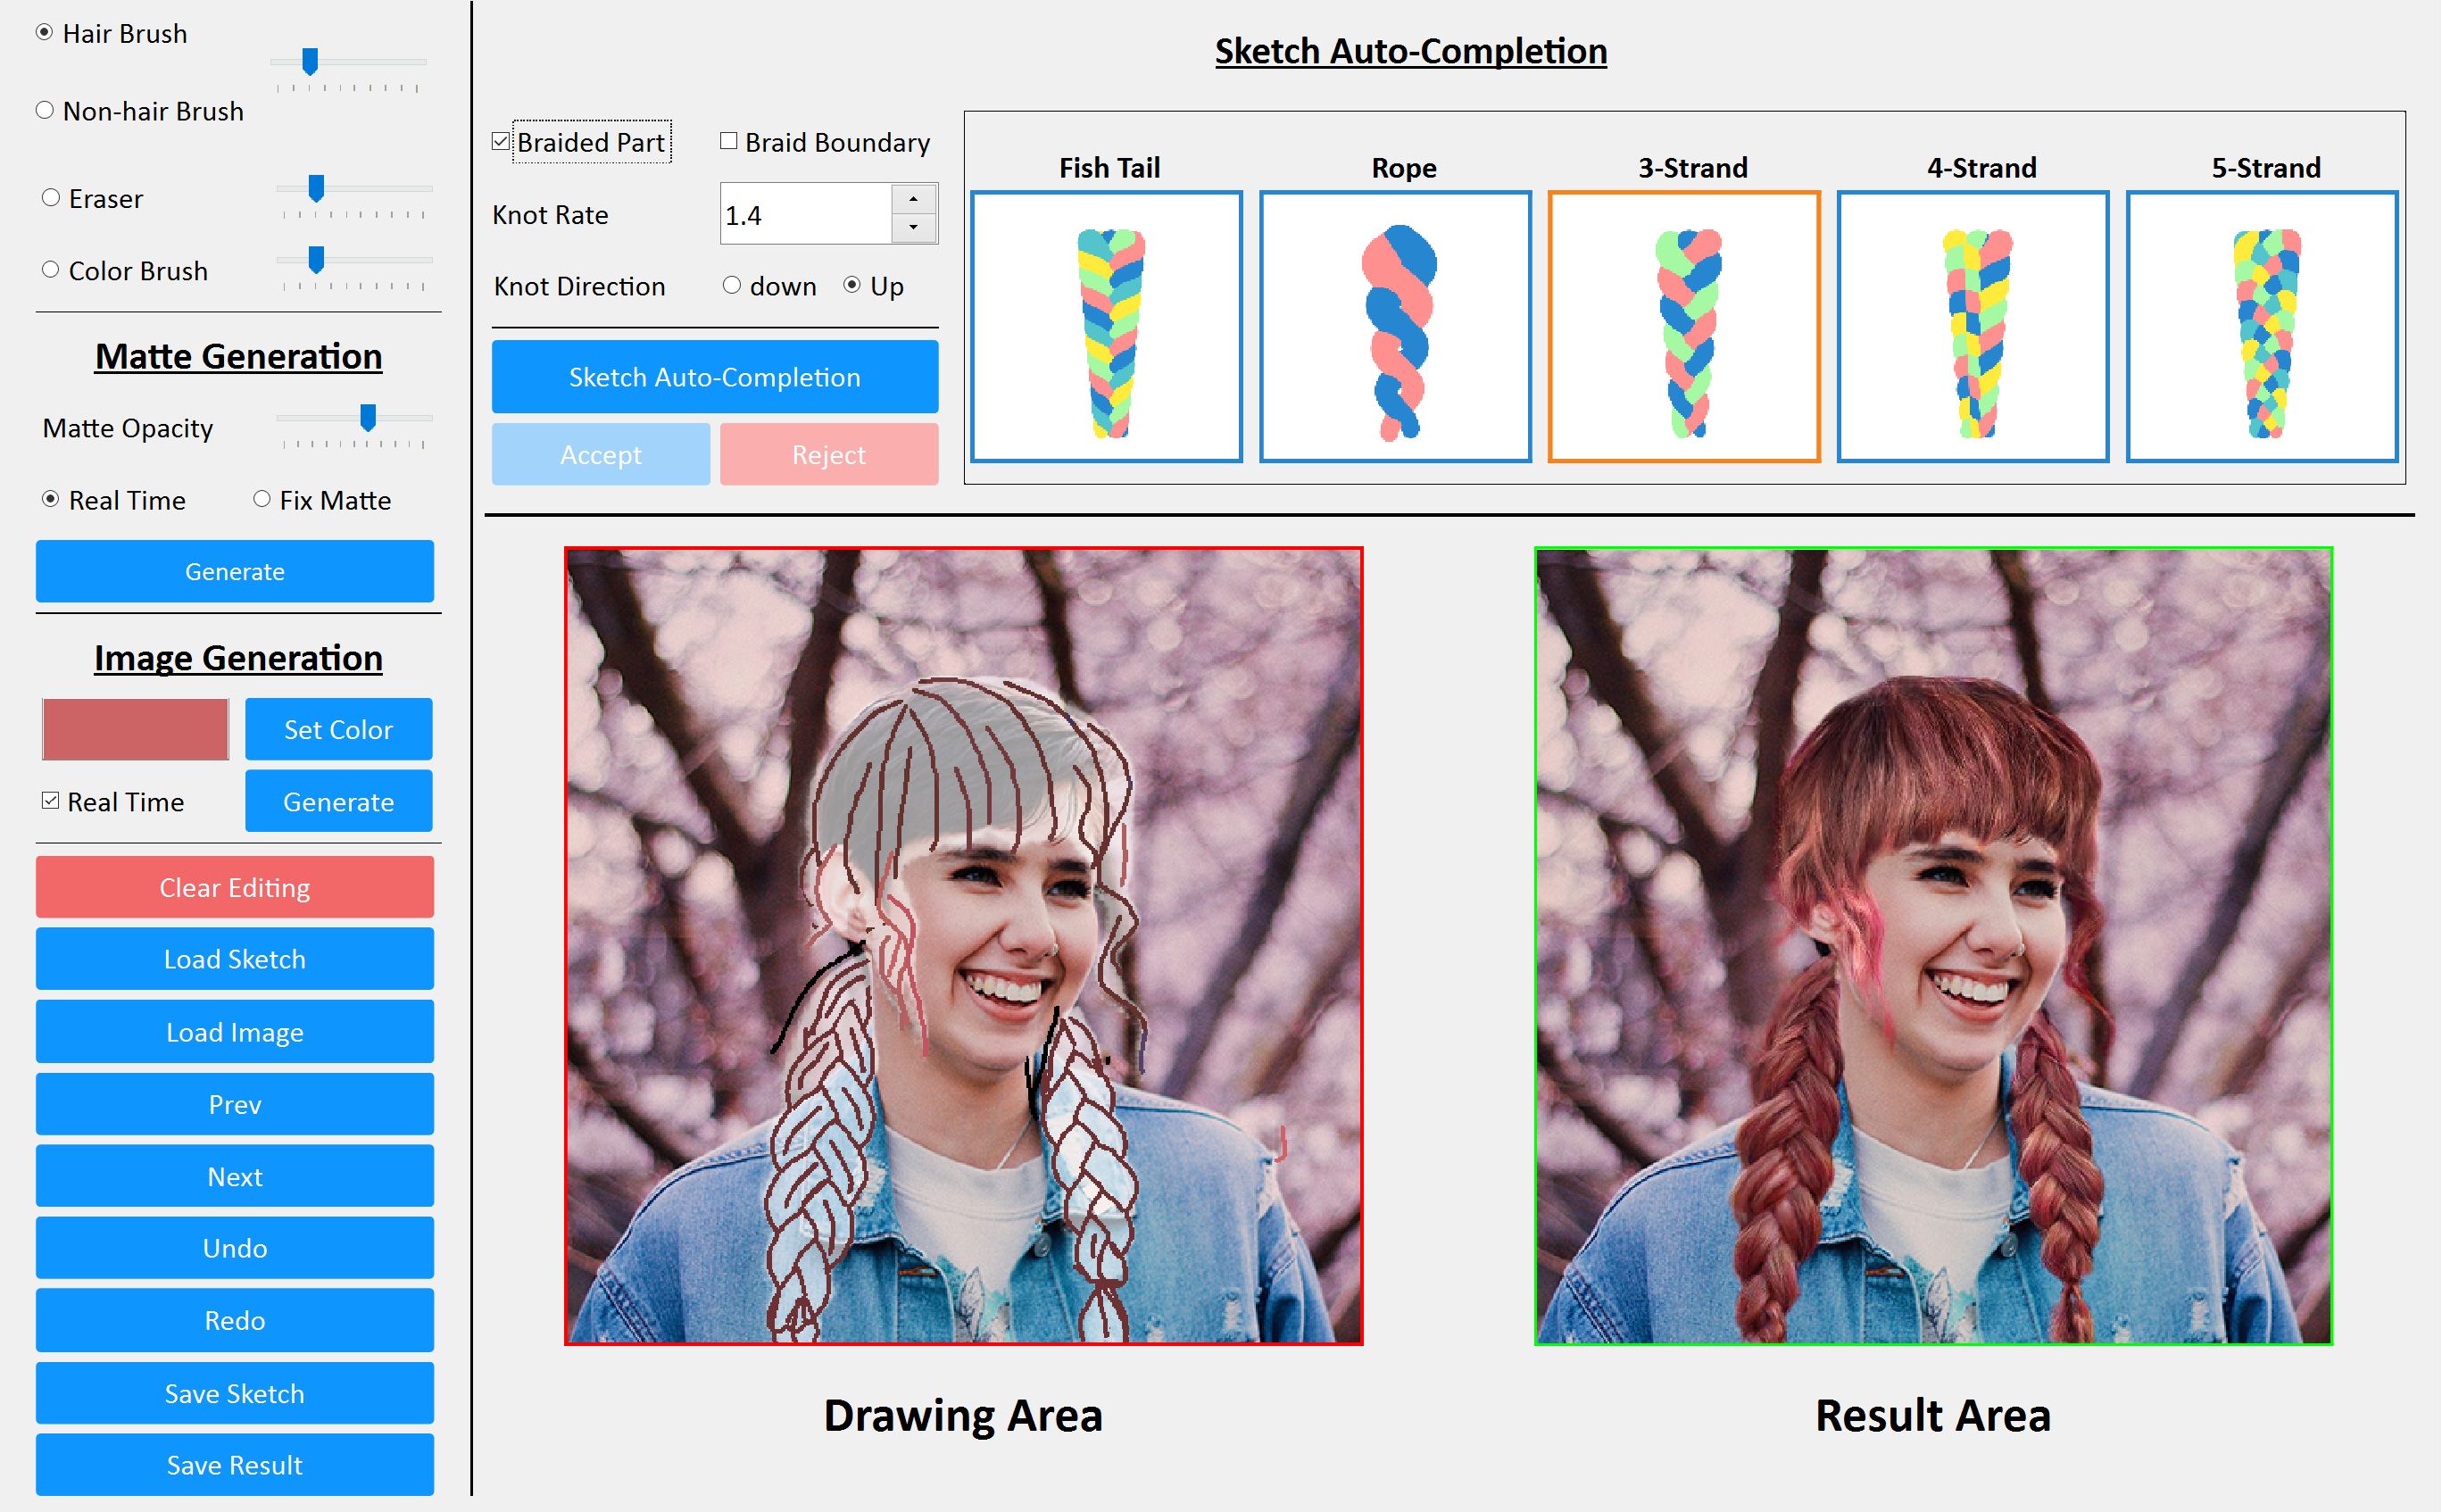 Hair Brush
Non-hair Brush
Eraser
Color Brush
Matte Generation
Matte Opacity
Real Time
Fix Matte
Generate
Image Generation
Set Color
Real Time
Generate
Clear Editing
Load Sketch
Load Image
Prev
Next
Undo
Redo
Save Sketch
Save Result
Sketch Auto-Completion
Braided Part
Braid Boundary
Knot Rate
1.4
Knot Direction
down
Up
Sketch Auto-Completion
Accept
Reject
Fish Tail
Rope
3-Strand
4-Strand
5-Strand
Drawing Area
Result Area